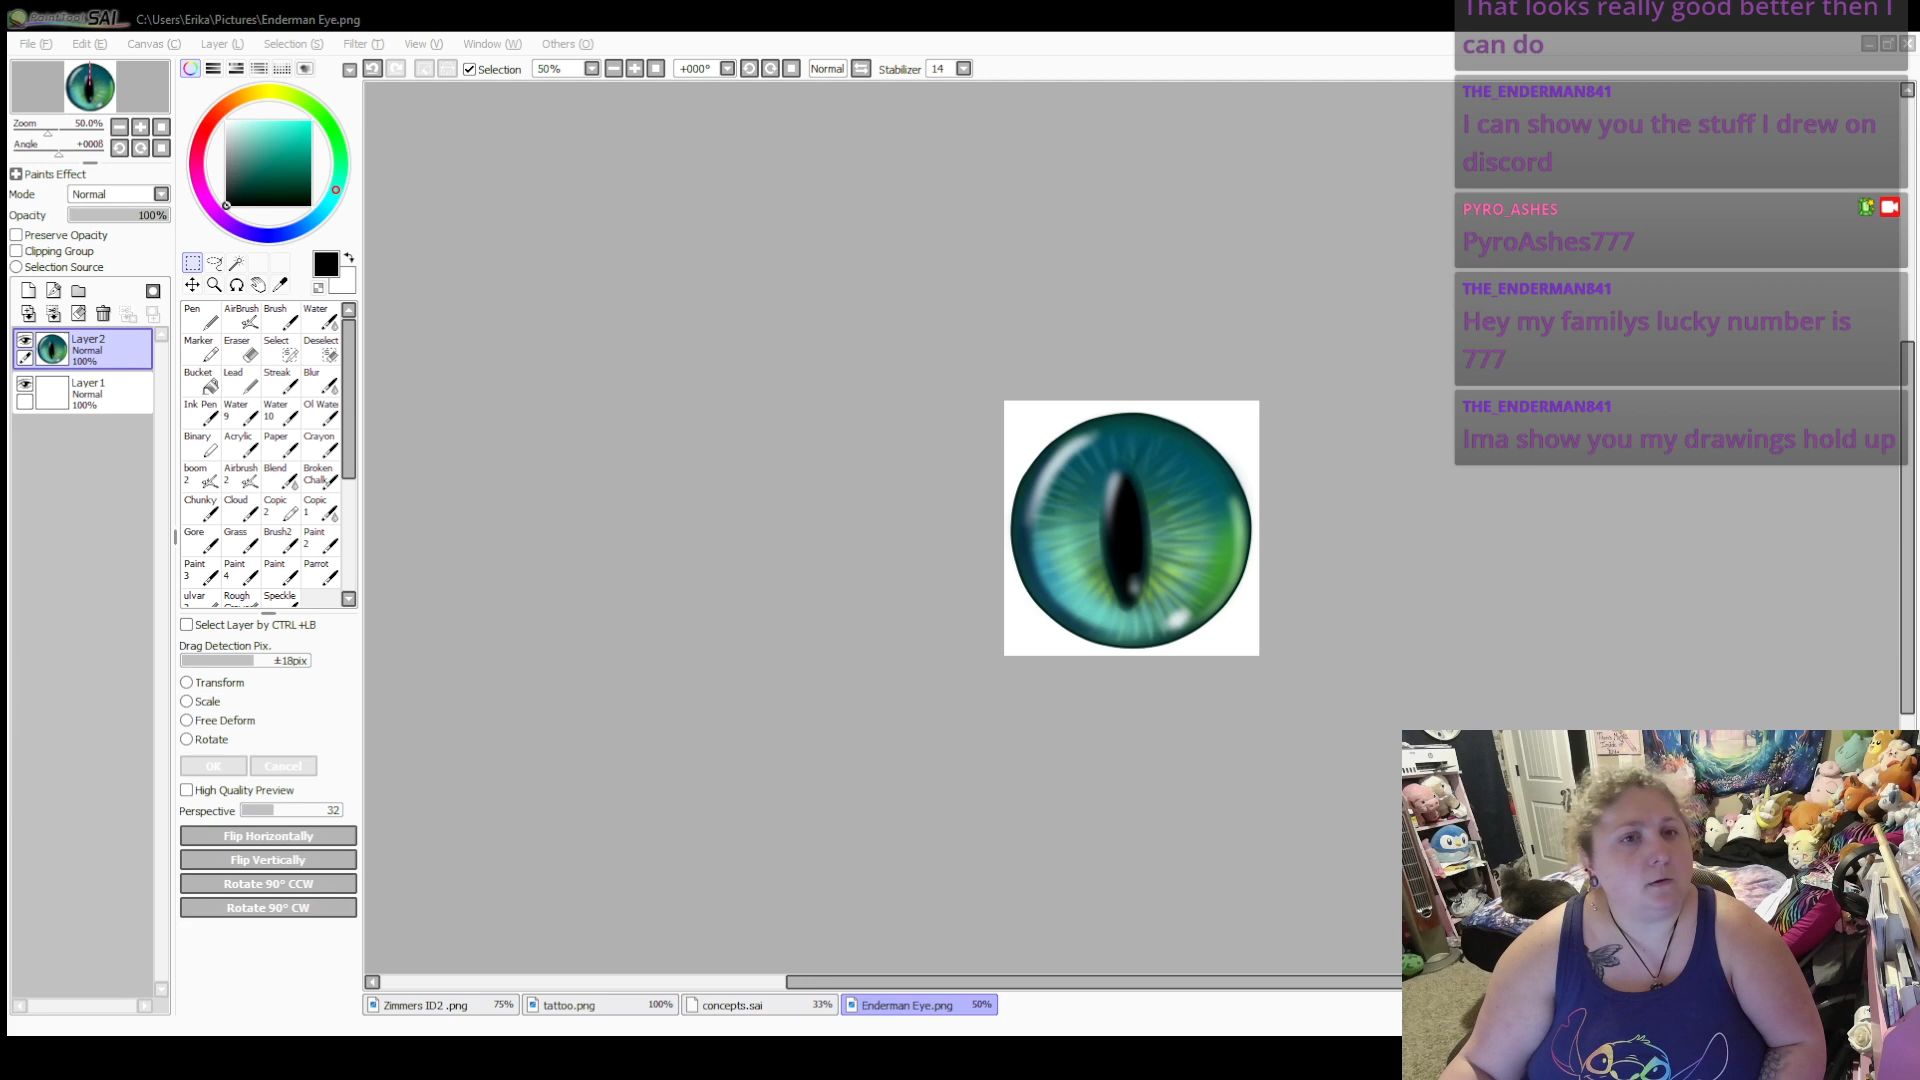 PaintTool SAI C:\Users\Erika\Pictures\Enderman Eye.png
File (F) Edit (E) Canvas (C) Layer (L) Selection (S) Filter (T) View (V) Window (W) Others (O)
Selection 50% +000° Normal Stabilizer 14
Zoom 50.0%
Angle +000ß
Paints Effect
Mode Normal
Opacity 100%
Preserve Opacity
Clipping Group
Selection Source
Layer2
Normal
100%
Layer1
Normal
100%
Pen AirBrush Brush Water
Marker Eraser Select Deselect
Bucket Lead Streak Blur
Ink Pen Water 9 Water 10 Ol Wate
Binary Acrylic Paper Crayon
boom 2 Airbrush 2 Blend Broken Chalk
Chunky Cloud Copic 2 Copic 1
Gore Grass Brush2 Paint 2
Paint 3 Paint 4 Paint Parrot
ulvar Rough Speckle
Select Layer by CTRL +LB
Drag Detection Pix.
±18pix
Transform
Scale
Free Deform
Rotate
OK Cancel
High Quality Preview
Perspective 32
Flip Horizontally
Flip Vertically
Rotate 90° CCW
Rotate 90° CW
Zimmers ID2 .png 75% tattoo.png 100% concepts.sai 33% Enderman Eye.png 50%
That looks really good better then I
can do
THE_ENDERMAN841
I can show you the stuff I drew on
discord
PYRO_ASHES
PyroAshes777
THE_ENDERMAN841
Hey my familys lucky number is
777
THE_ENDERMAN841
Ima show you my drawings hold up